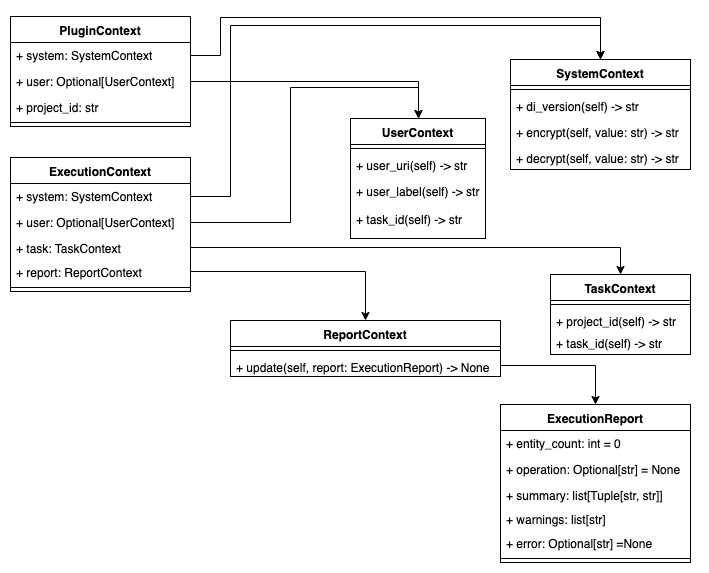 PluginContext
+ system: SystemContext
+ user: Optional[UserContext]
+ project_id: str
SystemContext
+ di_version(self) -> str
+ encrypt(self, value: str) -> str
+ decrypt(self, value: str) -> str
UserContext
+ user_uri(self) -> str
+ user_label(self) -> str
+ task_id(self) -> str
ExecutionContext
+ system: SystemContext
+ user: Optional[UserContext]
+ task: TaskContext
+ report: ReportContext
TaskContext
+ project_id(self) -> str
+ task_id(self) -> str
ReportContext
+ update(self, report: ExecutionReport) -> None
ExecutionReport
+ entity_count: int = 0
+ operation: Optional[str] = None
+ summary: list[Tuple[str, str]]
+ warnings: list[str]
+ error: Optional[str] =None